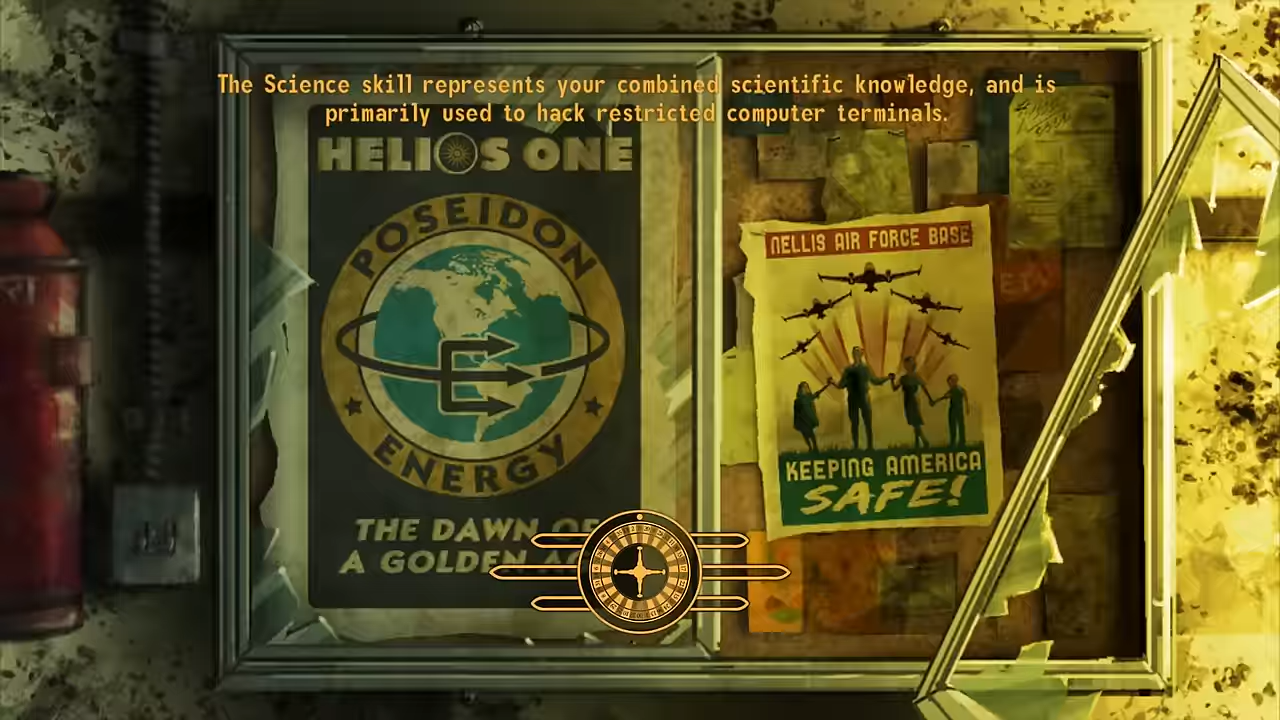 The Science skill represents your combined scientific knowledge, and is
primarily used to hack restricted computer terminals.
HELIOS ONE
POSEIDON
ENERGY
THE DAWN OF
A GOLDEN
NELLIS AIR FORCE BASE
KEEPING AMERICA
SAFE!